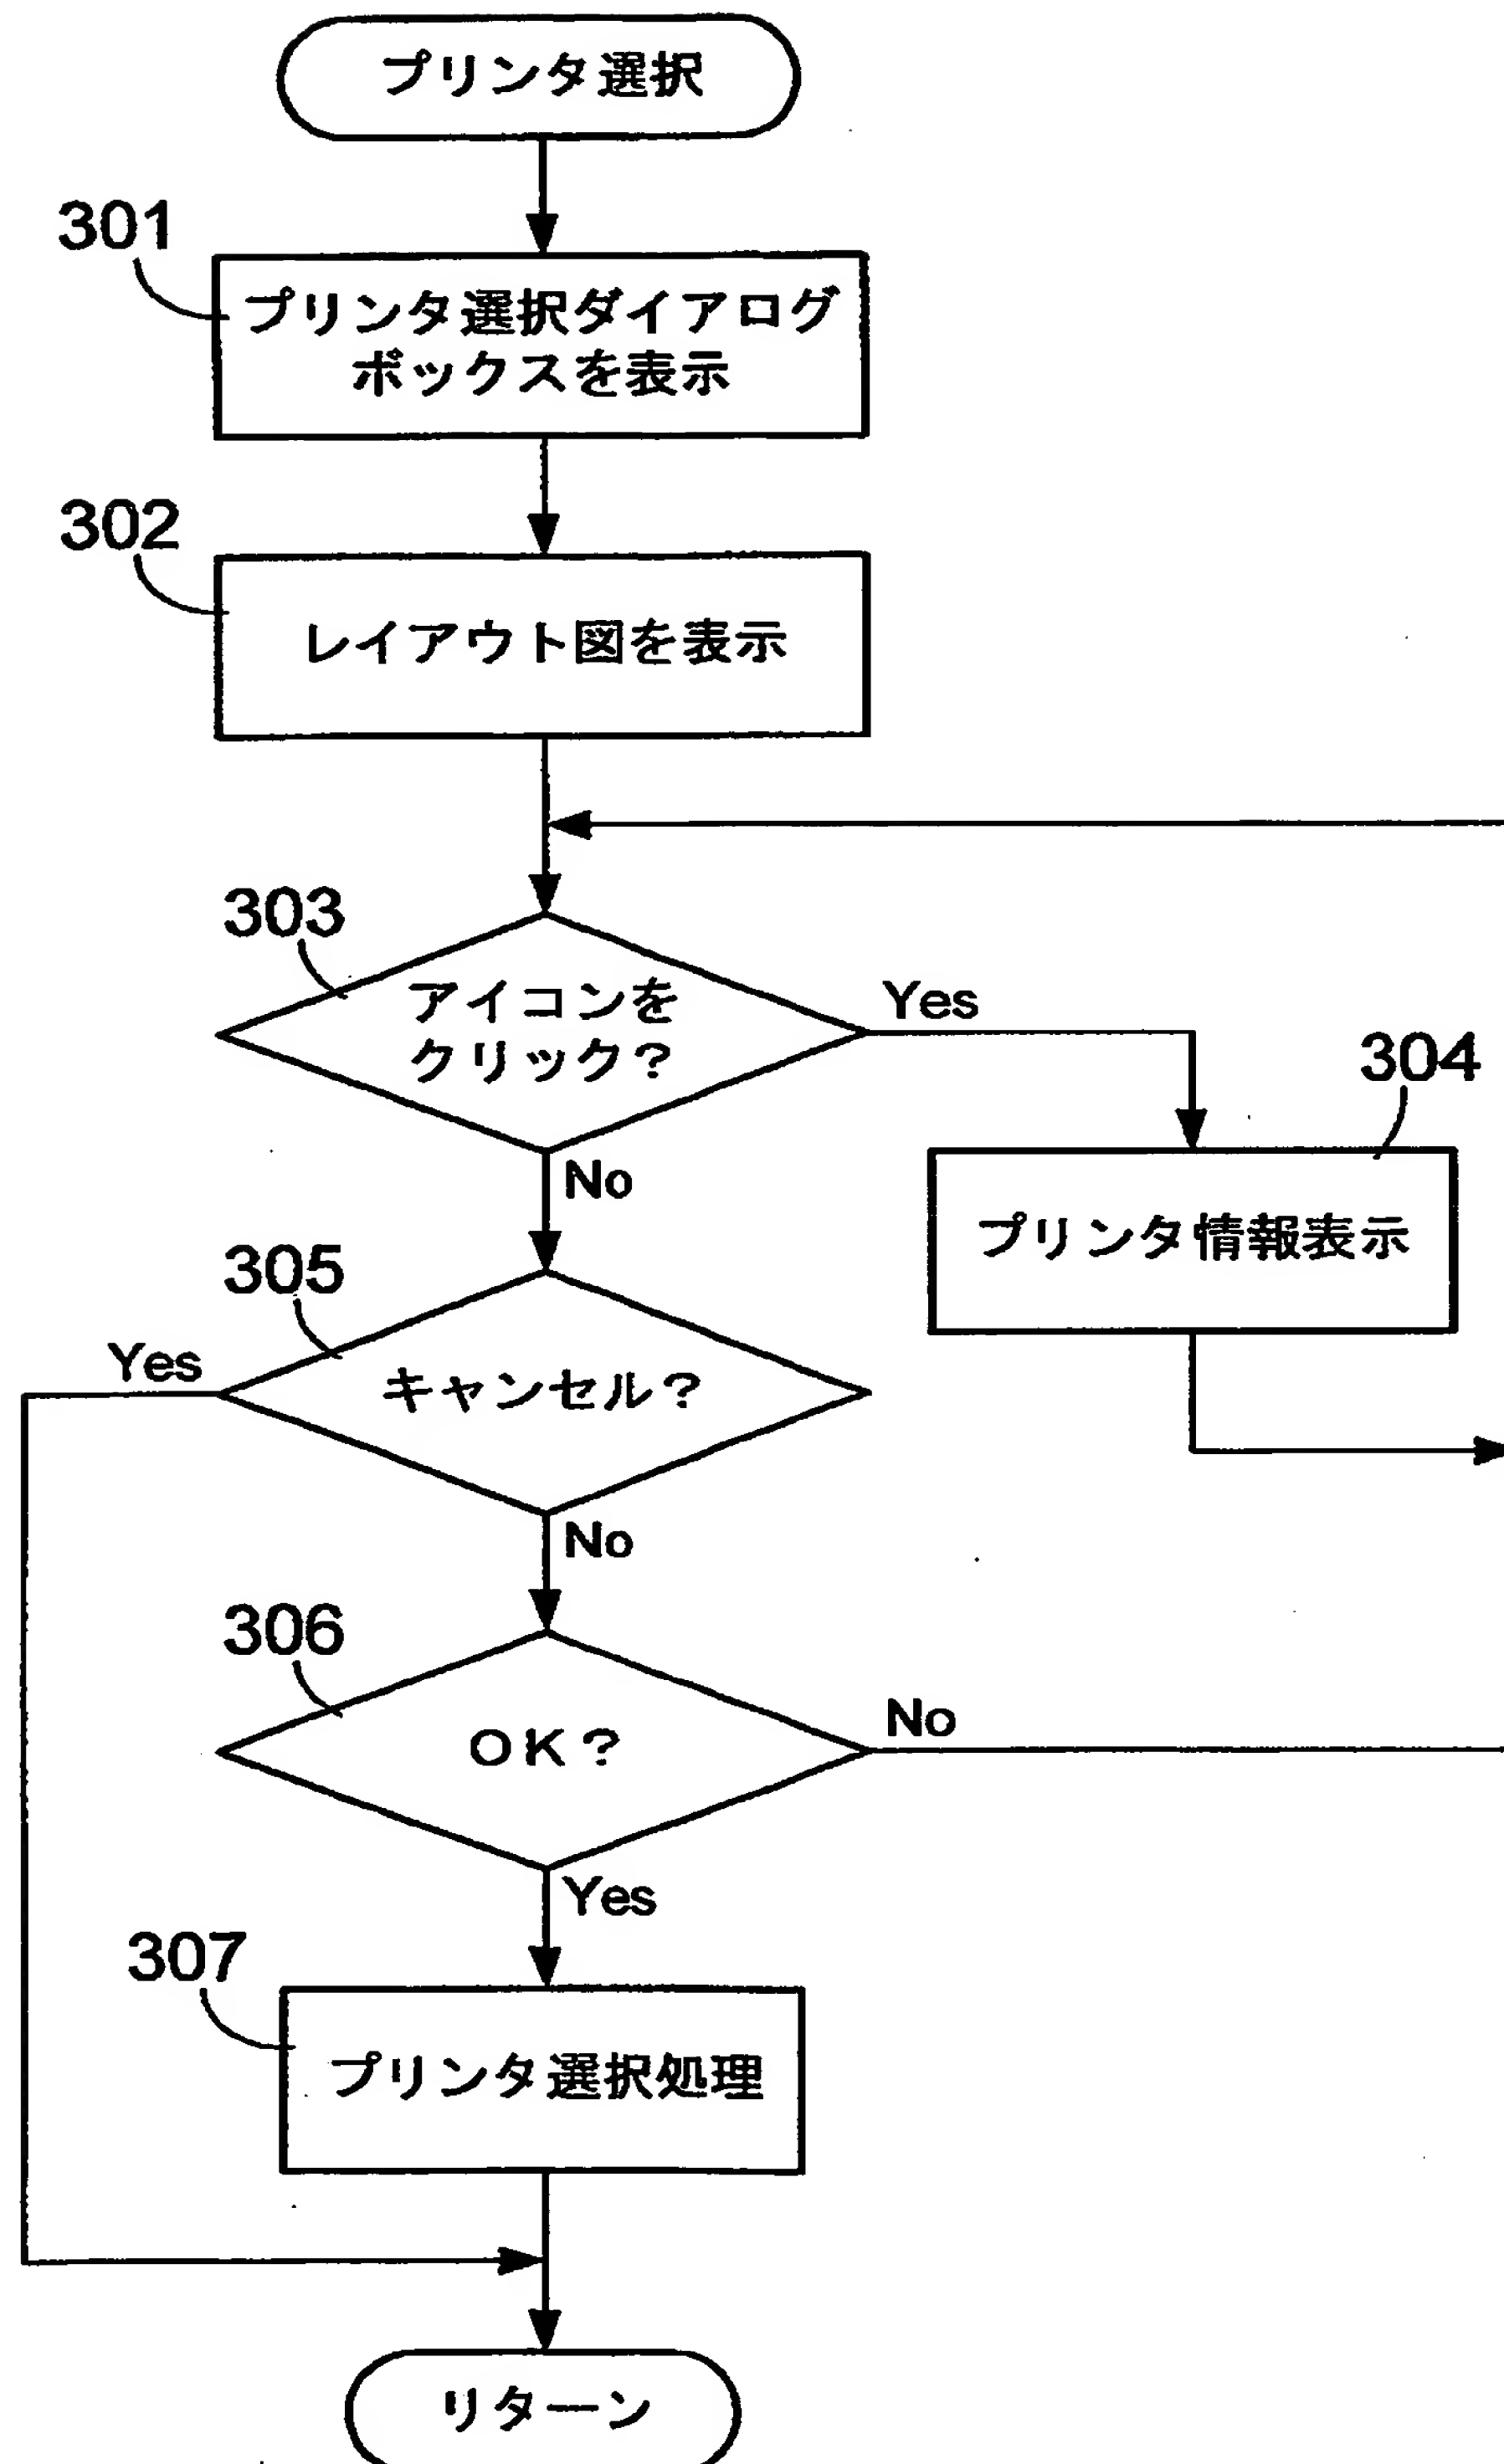 プリンタ選択
301
プリンタ選択ダイアログ
ボックスを表示
302
レイアウト図を表示
303
アイコンを
クリック?
Yes
304
No
プリンタ情報表示
305
Yes
キャンセル?
No
306
OK?
No
Yes
307
プリンタ選択処理
リターン